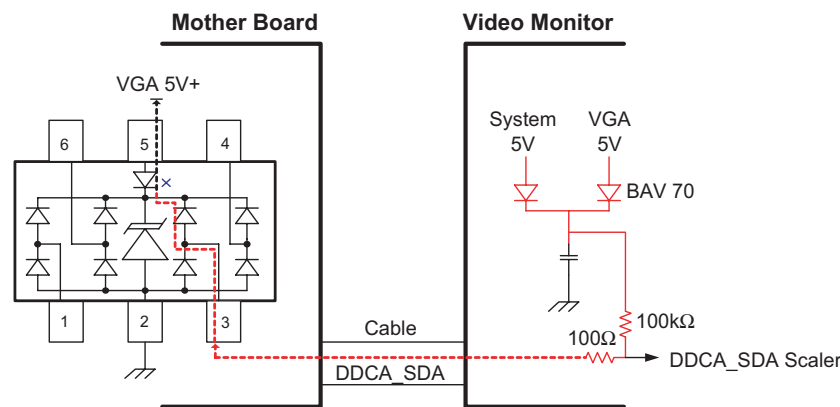 Mother Board
Video Monitor
VGA 5V+
System
5V
VGA
5V
6
5
4
×
BAV 70
1
2
3
Cable
100Ω
100kΩ
DDCA_SDA
DDCA_SDA Scaler